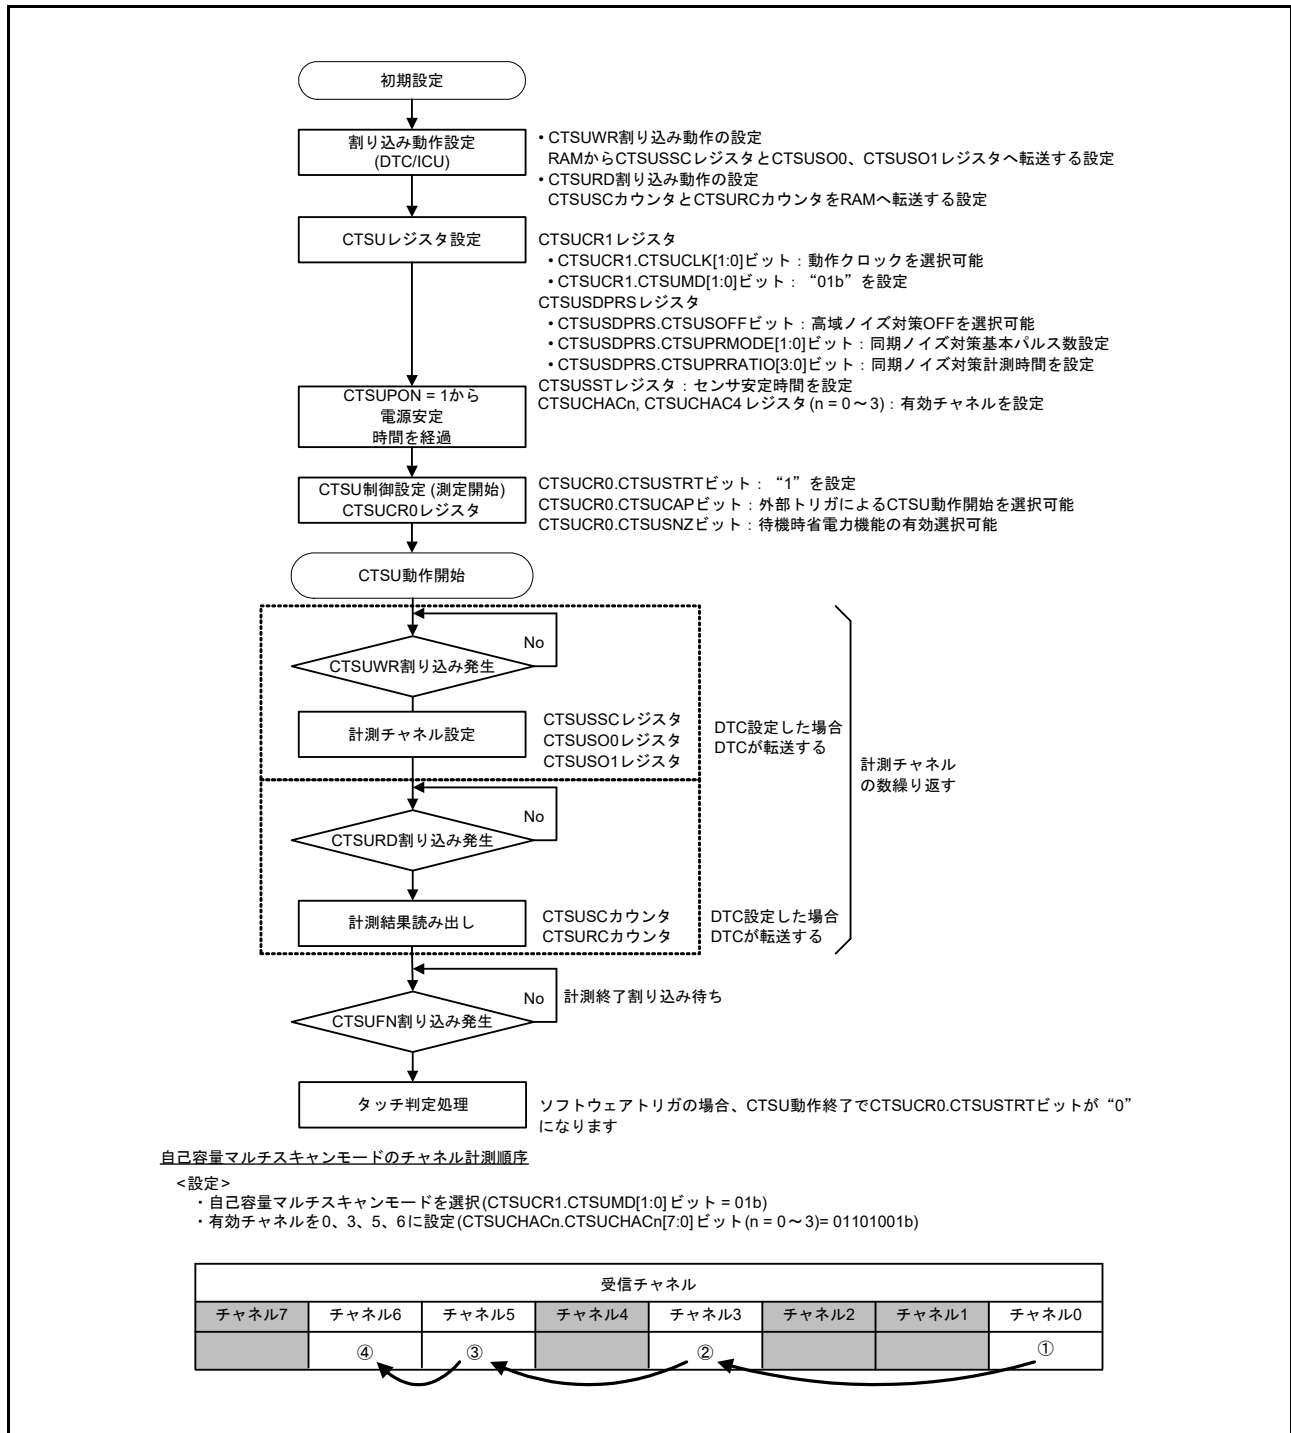 初期設定
割り込み動作設定
(DTC/ICU)
• CTSUWR割り込み動作の設定
RAMからCTSUSSCレジスタとCTSUSO0、CTSUSO1レジスタへ転送する設定
• CTSURD割り込み動作の設定
CTSUSCカウンタとCTSURCカウンタをRAMへ転送する設定
CTSUレジスタ設定
CTSUCR1レジスタ
• CTSUCR1.CTSUCLK[1:0]ビット：動作クロックを選択可能
• CTSUCR1.CTSUMD[1:0]ビット：“01b”を設定
CTSUSDPRSレジスタ
• CTSUSDPRS.CTSUSOFFビット：高域ノイズ対策OFFを選択可能
• CTSUSDPRS.CTSUPRMODE[1:0]ビット：同期ノイズ対策基本パルス数設定
• CTSUSDPRS.CTSUPRRATIO[3:0]ビット：同期ノイズ対策計測時間を設定
CTSUSSTレジスタ：センサ安定時間を設定
CTSUCHACn, CTSUCHAC4レジスタ(n = 0～3)：有効チャネルを設定
CTSUPON = 1から
電源安定
時間を経過
CTSU制御設定 (測定開始)
CTSUCR0レジスタ
CTSUCR0.CTSUSTRTビット：“1”を設定
CTSUCR0.CTSUCAPビット：外部トリガによるCTSU動作開始を選択可能
CTSUCR0.CTSUSNZビット：待機時省電力機能の有効選択可能
CTSU動作開始
No
CTSUWR割り込み発生
計測チャネル設定
CTSUSSCレジスタ
CTSUSO0レジスタ
CTSUSO1レジスタ
DTC設定した場合
DTCが転送する
計測チャネル
の数繰り返す
No
CTSURD割り込み発生
計測結果読み出し
CTSUSCカウンタ
CTSURCカウンタ
DTC設定した場合
DTCが転送する
No
計測終了割り込み待ち
CTSUFN割り込み発生
タッチ判定処理
ソフトウェアトリガの場合、CTSU動作終了でCTSUCR0.CTSUSTRTビットが“0”
になります
自己容量マルチスキャンモードのチャネル計測順序
<設定>
・自己容量マルチスキャンモードを選択(CTSUCR1.CTSUMD[1:0]ビット = 01b)
・有効チャネルを0、3、5、6に設定(CTSUCHACn.CTSUCHACn[7:0]ビット(n = 0～3)= 01101001b)
受信チャネル
チャネル7 チャネル6 チャネル5 チャネル4 チャネル3 チャネル2 チャネル1 チャネル0
④ ③ ② ①